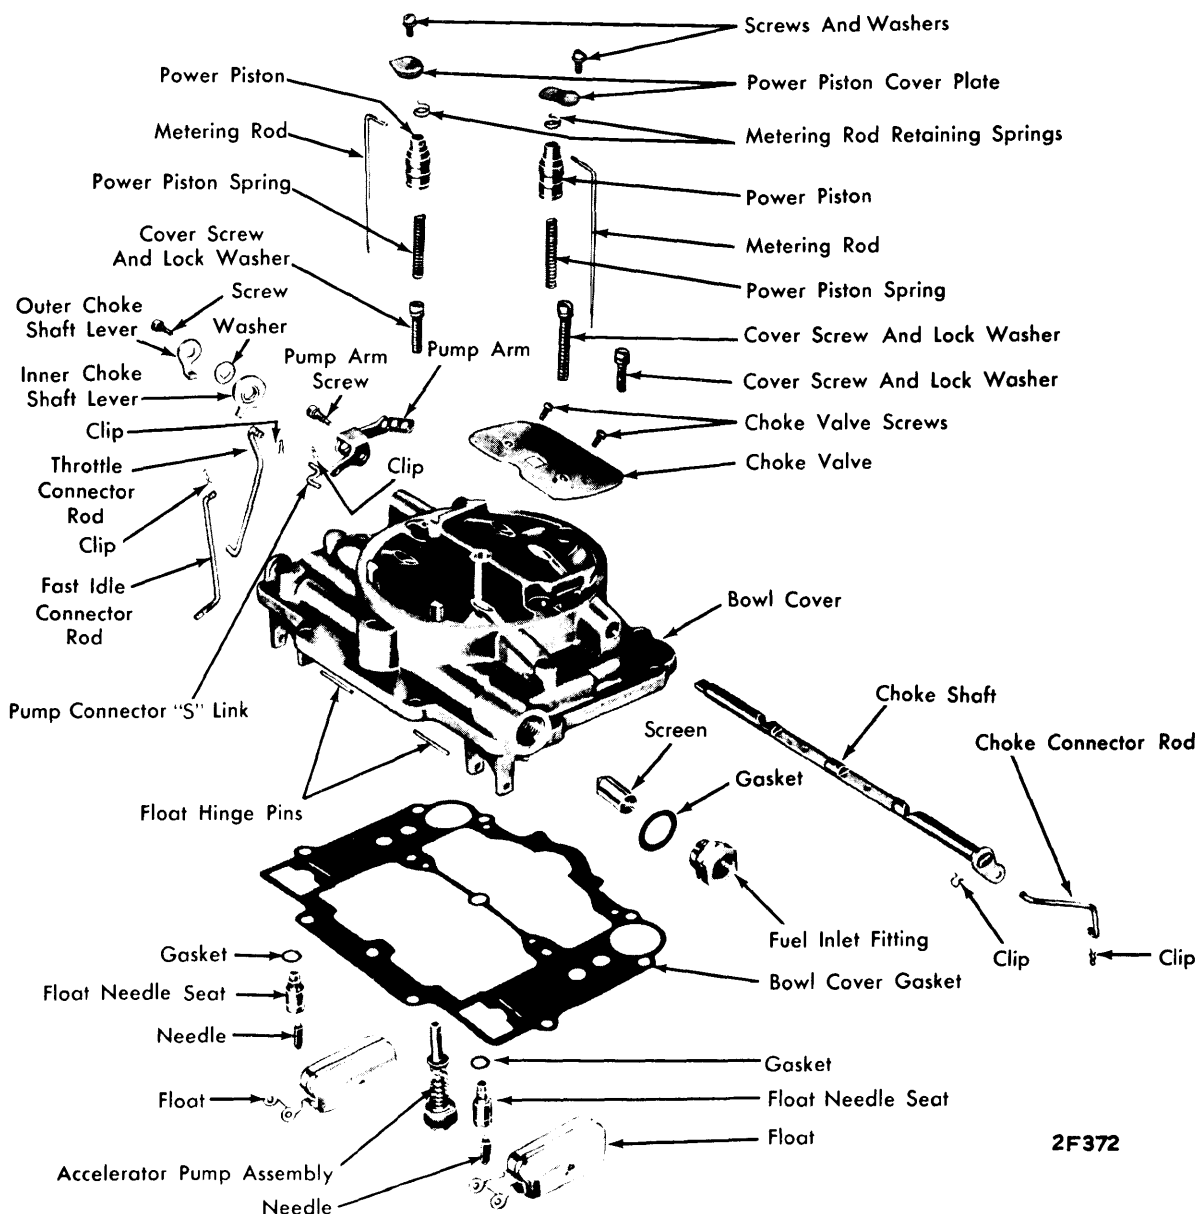 Screws And Washers
Power Piston
Power Piston Cover Plate
Metering Rod
Metering Rod Retaining Springs
Power Piston Spring
Power Piston
Cover Screw
And Lock Washer
Metering Rod
Outer Choke
Shaft Lever
Screw
Washer
Power Piston Spring
Pump Arm
Screw
Pump Arm
Cover Screw And Lock Washer
Inner Choke
Shaft Lever
Cover Screw And Lock Washer
Clip
Choke Valve Screws
Throttle
Connector
Rod
Clip
Choke Valve
Clip
Fast Idle
Connector
Rod
Bowl Cover
Pump Connector "S" Link
Choke Shaft
Screen
Choke Connector Rod
Gasket
Float Hinge Pins
Fuel Inlet Fitting
Clip
Clip
Gasket
Bowl Cover Gasket
Float Needle Seat
Needle
Gasket
Float
Float Needle Seat
Float
2F372
Accelerator Pump Assembly
Needle